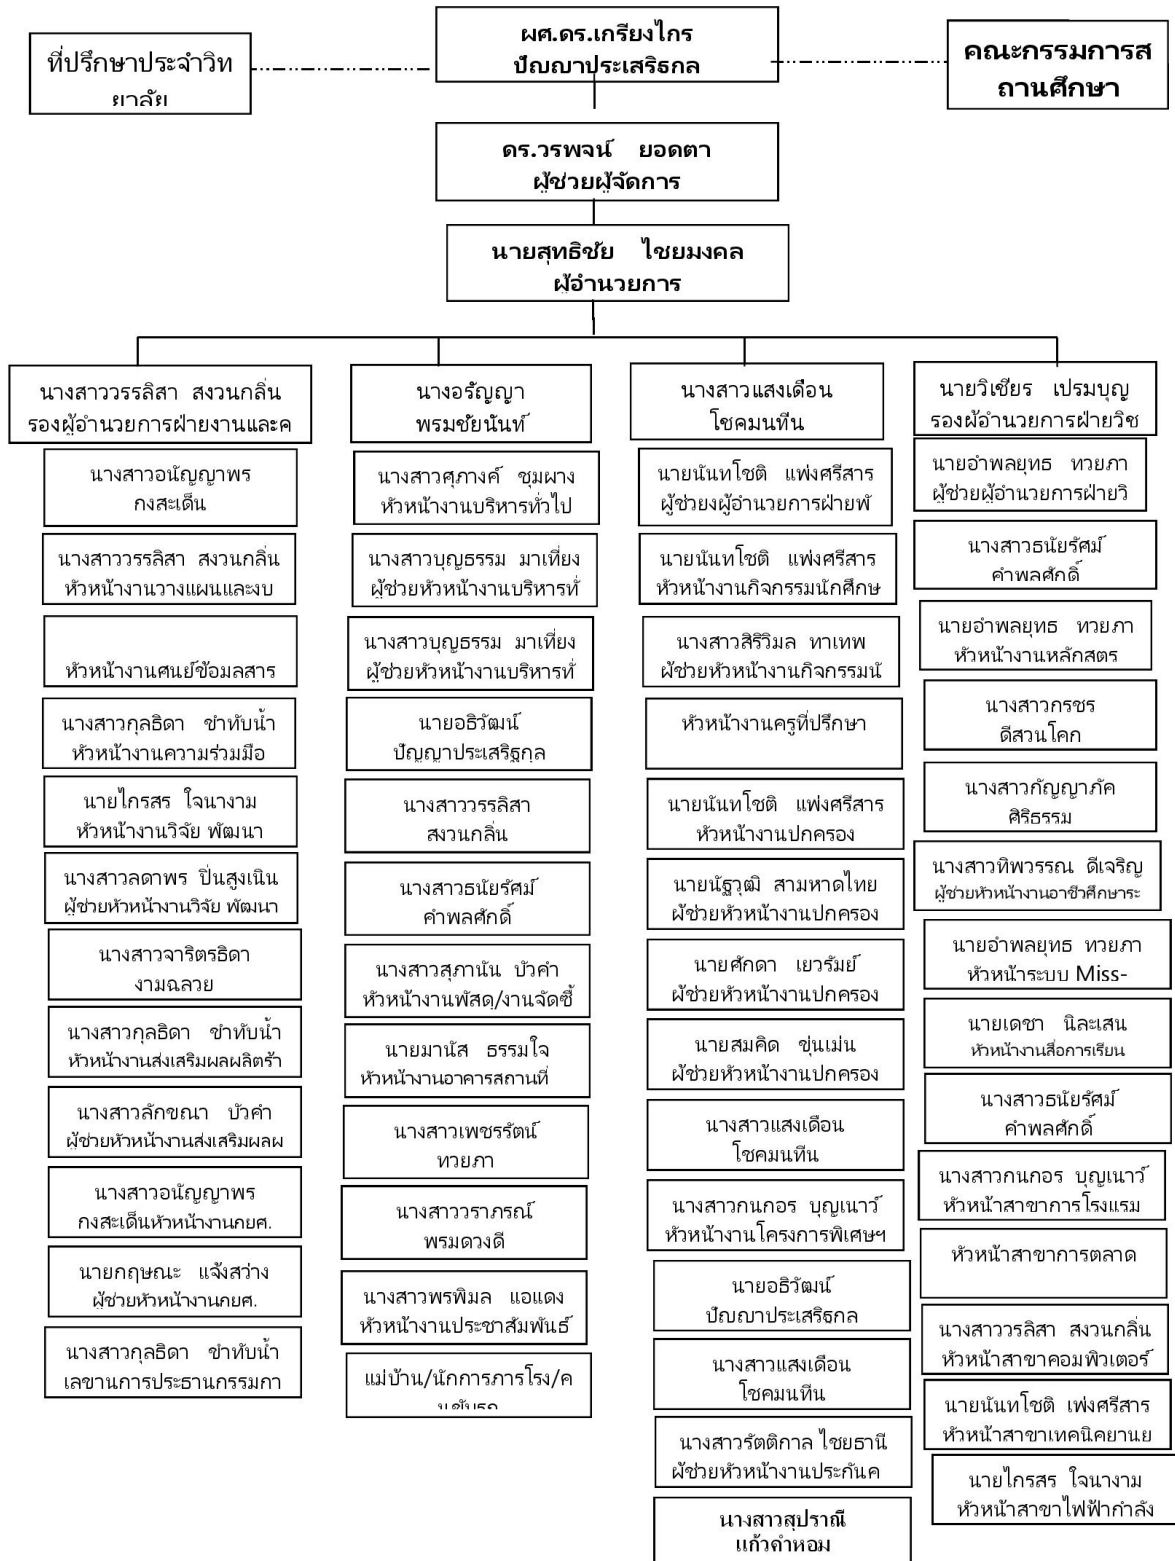 ผศ.ดร.เกรียงไกร
ปัญญาประเสริธกล
ที่ปรึกษาประจำวิท
ยาลัย
คณะกรรมการส
ถานศึกษา
ดร.วรพจน์ ยอดตา
ผู้ช่วยผู้จัดการ
นายสุทธิชัย ไชยมงคล
ผู้อำนวยการ
นางสาววรรลิสา สงวนกลิ่น
รองผู้อำนวยการฝ่ายงานและค
นางสาวอนัญญาพร
กงสะเด็น
นางสาววรรลิสา สงวนกลิ่น
หัวหน้างานวางแผนและงบ
หัวหน้างานศูนย์ข้อมูลสาร
นางสาวกุลธิดา ขำทับน้ำ
หัวหน้างานความร่วมมือ
นายไกรสร ใจนางาม
หัวหน้างานวิจัย พัฒนา
นางสาวลดาพร ปิ่นสูงเนิน
ผู้ช่วยหัวหน้างานวิจัย พัฒนา
นางสาวจาริตรธิดา
งามฉลวย
นางสาวกุลธิดา ขำทับน้ำ
หัวหน้างานส่งเสริมผลผลิตร้า
นางสาวลักขณา บัวคำ
ผู้ช่วยหัวหน้างานส่งเสริมผลผ
นางสาวอนัญญาพร
กงสะเด็นหัวหน้างานกยศ.
นายกฤษณะ แจ้งสว่าง
ผู้ช่วยหัวหน้างานกยศ.
นางสาวกุลธิดา ขำทับน้ำ
เลขานการประธานกรรมกา
นางอรัญญา
พรมชัยนันท์
นางสาวศุภางค์ ชุมผาง
หัวหน้างานบริหารทั่วไป
นางสาวบุญธรรม มาเที่ยง
ผู้ช่วยหัวหน้างานบริหารทั่
นางสาวบุญธรรม มาเที่ยง
ผู้ช่วยหัวหน้างานบริหารทั่
นายอธิวัฒน์
ปัญญาประเสริฐกุล
นางสาววรรลิสา
สงวนกลิ่น
นางสาวธนัยรัศม์
คำพลศักดิ์
นางสาวสุภานัน บัวคำ
หัวหน้างานพัสดุ/งานจัดซื้
นายมานัส ธรรมใจ
หัวหน้างานอาคารสถานที่
นางสาวเพชรรัตน์
ทวยภา
นางสาววราภรณ์
พรมดวงดี
นางสาวพรพิมล แอแดง
หัวหน้างานประชาสัมพันธ์
แม่บ้าน/นักการภารโรง/ค
นขับรถ
นางสาวแสงเดือน
โชคมนทีน
นายนันทโชติ แพ่งศรีสาร
ผู้ช่วยงผู้อำนวยการฝ่ายพั
นายนันทโชติ แพ่งศรีสาร
หัวหน้างานกิจกรรมนักศึกษ
นางสาวสิริวิมล ทาเทพ
ผ้ช่วยหัวหน้างานกิจกรรมนั
หัวหน้างานครูที่ปรึกษา
นายนันทโชติ แพ่งศรีสาร
หัวหน้างานปกครอง
นายนัฐวุฒิ สามหาดไทย
ผ้ช่วยหัวหน้างานปกครอง
นายศักดา เยวรัมย์
ผ้ช่วยหัวหน้างานปกครอง
นายสมคิด ขุ่นเม่น
ผ้ช่วยหัวหน้างานปกครอง
นางสาวแสงเดือน
โชคมนทีน
นางสาวกนกอร บุญเนาว์
หัวหน้างานโครงการพิเศษฯ
นายอธิวัฒน์
ปัญญาประเสริฐกล
นางสาวแสงเดือน
โชคมนทีน
นางสาวรัตติกาล ไชยธานี
ผ้ช่วยหัวหน้างานประกันค
นางสาวสุปราณี
แก้วคำหอม
นายวิเชียร เปรมบุญ
รองผ้อำนวยการฝ่ายวิช
นายอำพลยุทธ ทวยภา
ผู้ช่วยผู้อำนวยการฝ่ายวิ
นางสาวธนัยรัศม์
คำพลศักดิ์
นายอำพลยุทธ ทวยภา
หัวหน้างานหลักสตร
นางสาวกรชร
ดีสวนโคก
นางสาวกัญญาภัค
ศิริธรรม
นางสาวทิพวรรณ ดีเจริญ
ผู้ช่วยหัวหน้างานอาชีวศึกษาระ
นายอำพลยุทธ ทวยภา
หัวหน้าระบบ Miss-
นายเดชา นิละเสน
หัวหน้างานสื่อการเรียน
นางสาวธนัยรัศม์
คำพลศักดิ์
นางสาวกนกอร บุญเนาว์
หัวหน้าสาขาการโรงแรม
หัวหน้าสาขาการตลาด
นางสาววรลิสา สงวนกลิ่น
หัวหน้าสาขาคอมพิวเตอร์
นายนันทโชติ เพ่งศรีสาร
หัวหน้าสาขาเทคนิคยานย
นายไกรสร ใจนางาม
หัวหน้าสาขาไฟฟ้ากำลัง